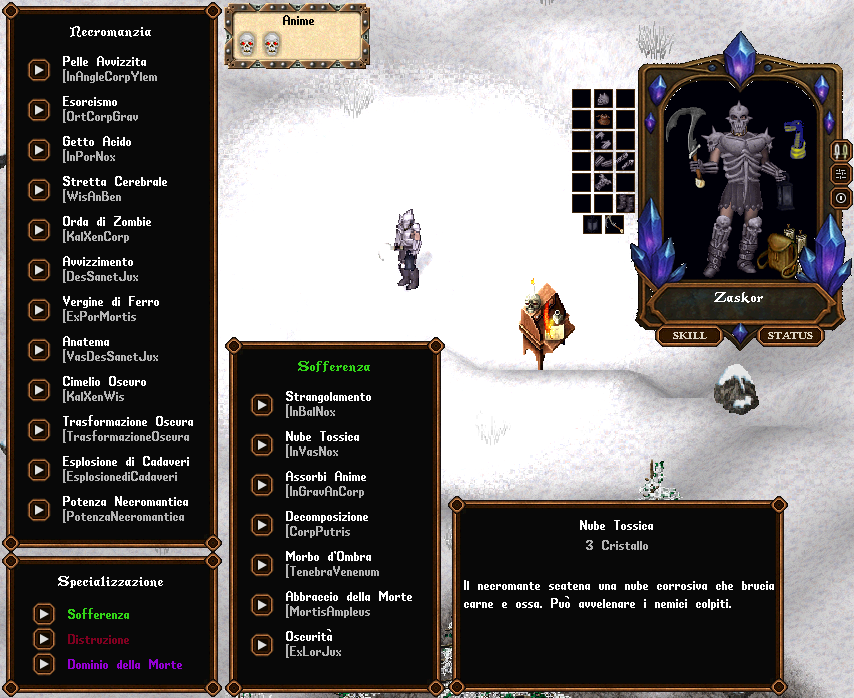 Necromanzia
Pelle Avvizzita
[InAngleCorpYlem
Esorcismo
[OrtCorpGrav
Getto Acido
[InPorNox
Stretta Cerebrale
[WisAnBen
Orda di Zombie
[KalXenCorp
Avvizzimento
[DesSanctJux
Vergine di Ferro
[ExPorMortis
Anatema
[VasDesSanctJux
Cimelio Oscuro
[KalXenWis
Trasformazione Oscura
[TrasformazioneOscura
Esplosione di Cadaveri
[EsplosionediCadaveri
Potenza Necromantica
[PotenzaNecromantica
Specializzazione
Sofferenza
Distruzione
Dominio della Morte
Anime
Sofferenza
Strangolamento
[InBalNox
Nube Tossica
[InVasNox
Assorbi Anime
[InGravAnCorp
Decomposizione
[CorpPutris
Morbo d'Ombra
[TenebraVenenum
Abbraccio della Morte
[MortisAmpleus
Oscurità
[ExLorJux
Zaskor
SKILL
STATUS
Nube Tossica
3 Cristallo
Il necromante scatena una nube corrosiva che brucia
carne e ossa. Può avvelenare i nemici colpiti.